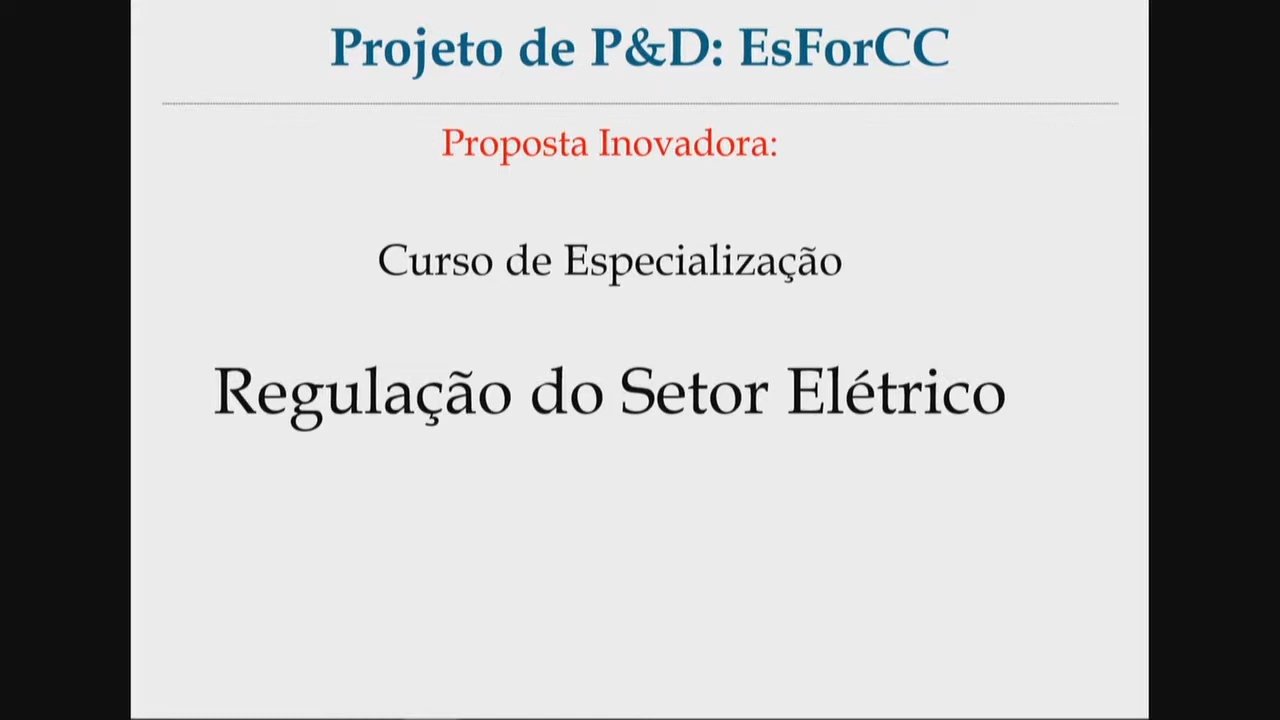 Projeto de P&D: EsForCC
Proposta Inovadora:
Curso de Especialização
Regulação do Setor Elétrico